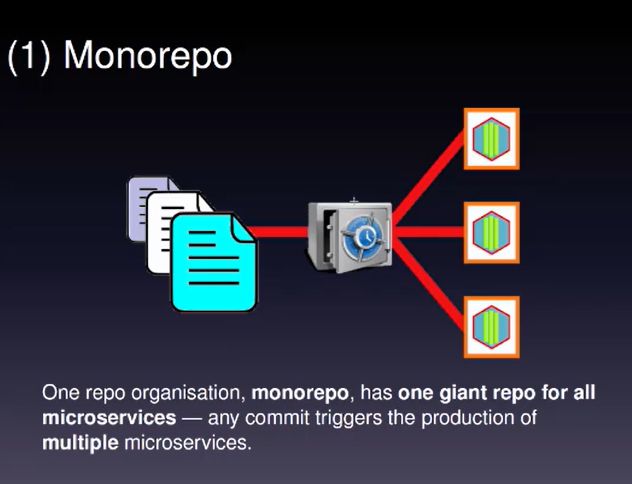 (1) Monorepo
One repo organisation, monorepo, has one giant repo for all
microservices — any commit triggers the production of
multiple microservices.